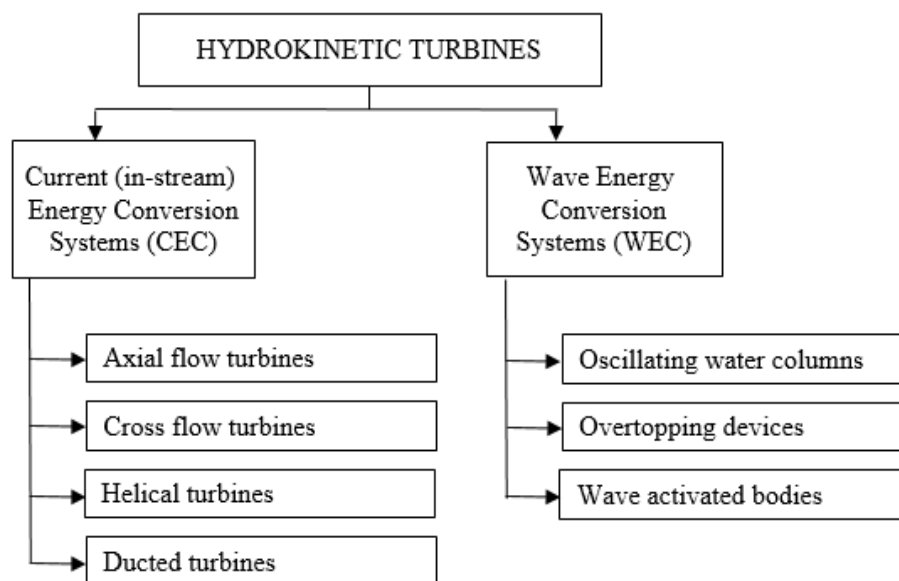 HYDROKINETIC TURBINES
Current (in-stream)
Energy Conversion
Systems (CEC)
Axial flow turbines
Cross flow turbines
Helical turbines
Ducted turbines
Wave Energy
Conversion
Systems (WEC)
Oscillating water columns
Overtopping devices
Wave activated bodies